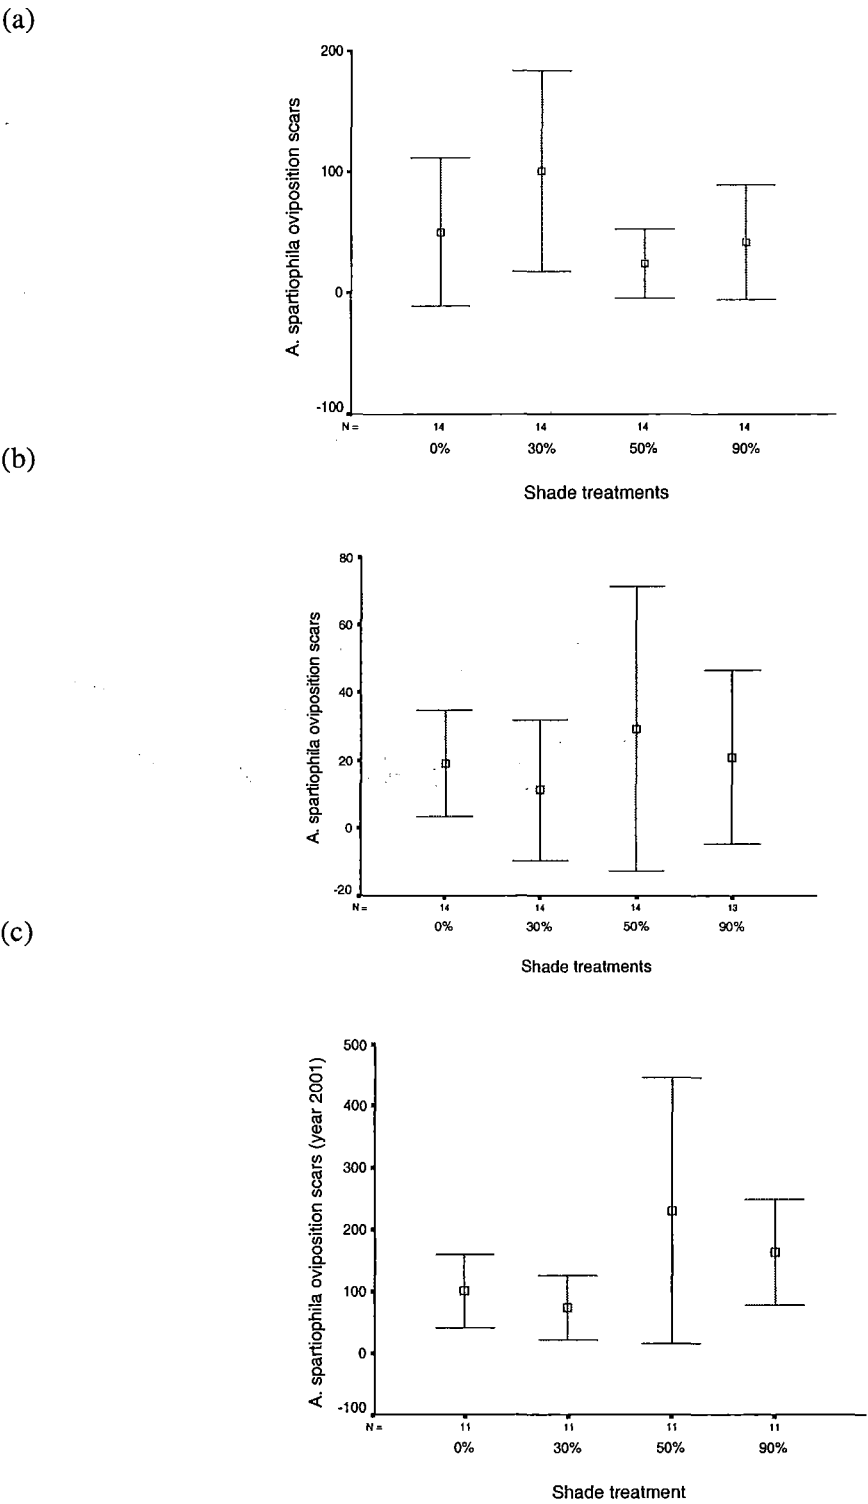 (a)
A. spartiophila oviposition scars
200
100
0
-100
N = 14 14 14 14
0% 30% 50% 90%
Shade treatments
(b)
A. spartiophila oviposition scars
80
60
40
20
0
-20
N = 14 14 14 13
0% 30% 50% 90%
Shade treatments
(c)
A. spartiophila oviposition scars (year 2001)
500
400
300
200
100
0
-100
N = 11 11 11 11
0% 30% 50% 90%
Shade treatment